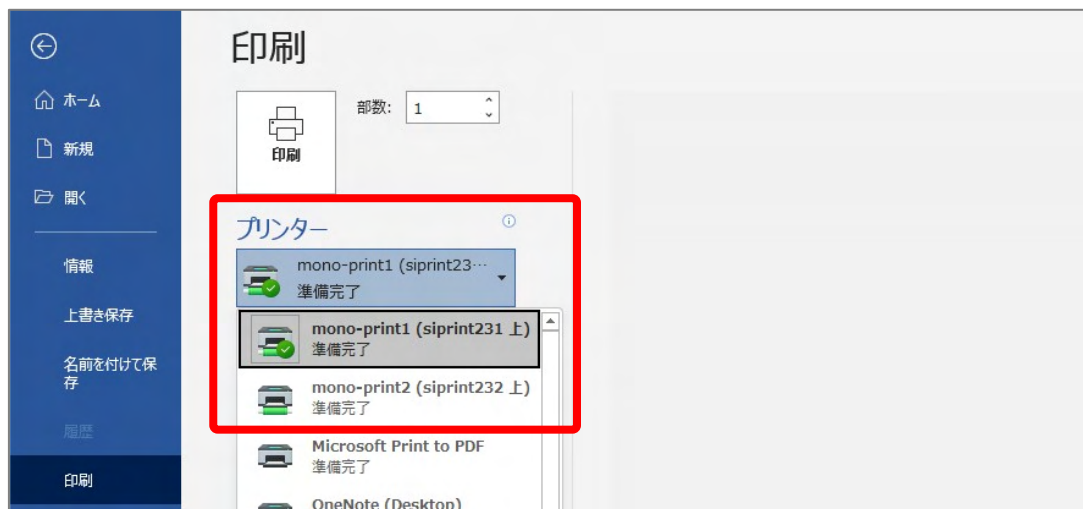 印刷
ホーム
新規
開く
情報
上書き保存
名前を付けて保
存
履歴
印刷
印刷
部数: 1
プリンター
mono-print1 (siprint23…
準備完了
mono-print1 (siprint231 上)
準備完了
mono-print2 (siprint232 上)
準備完了
Microsoft Print to PDF
準備完了
OneNote (Desktop)